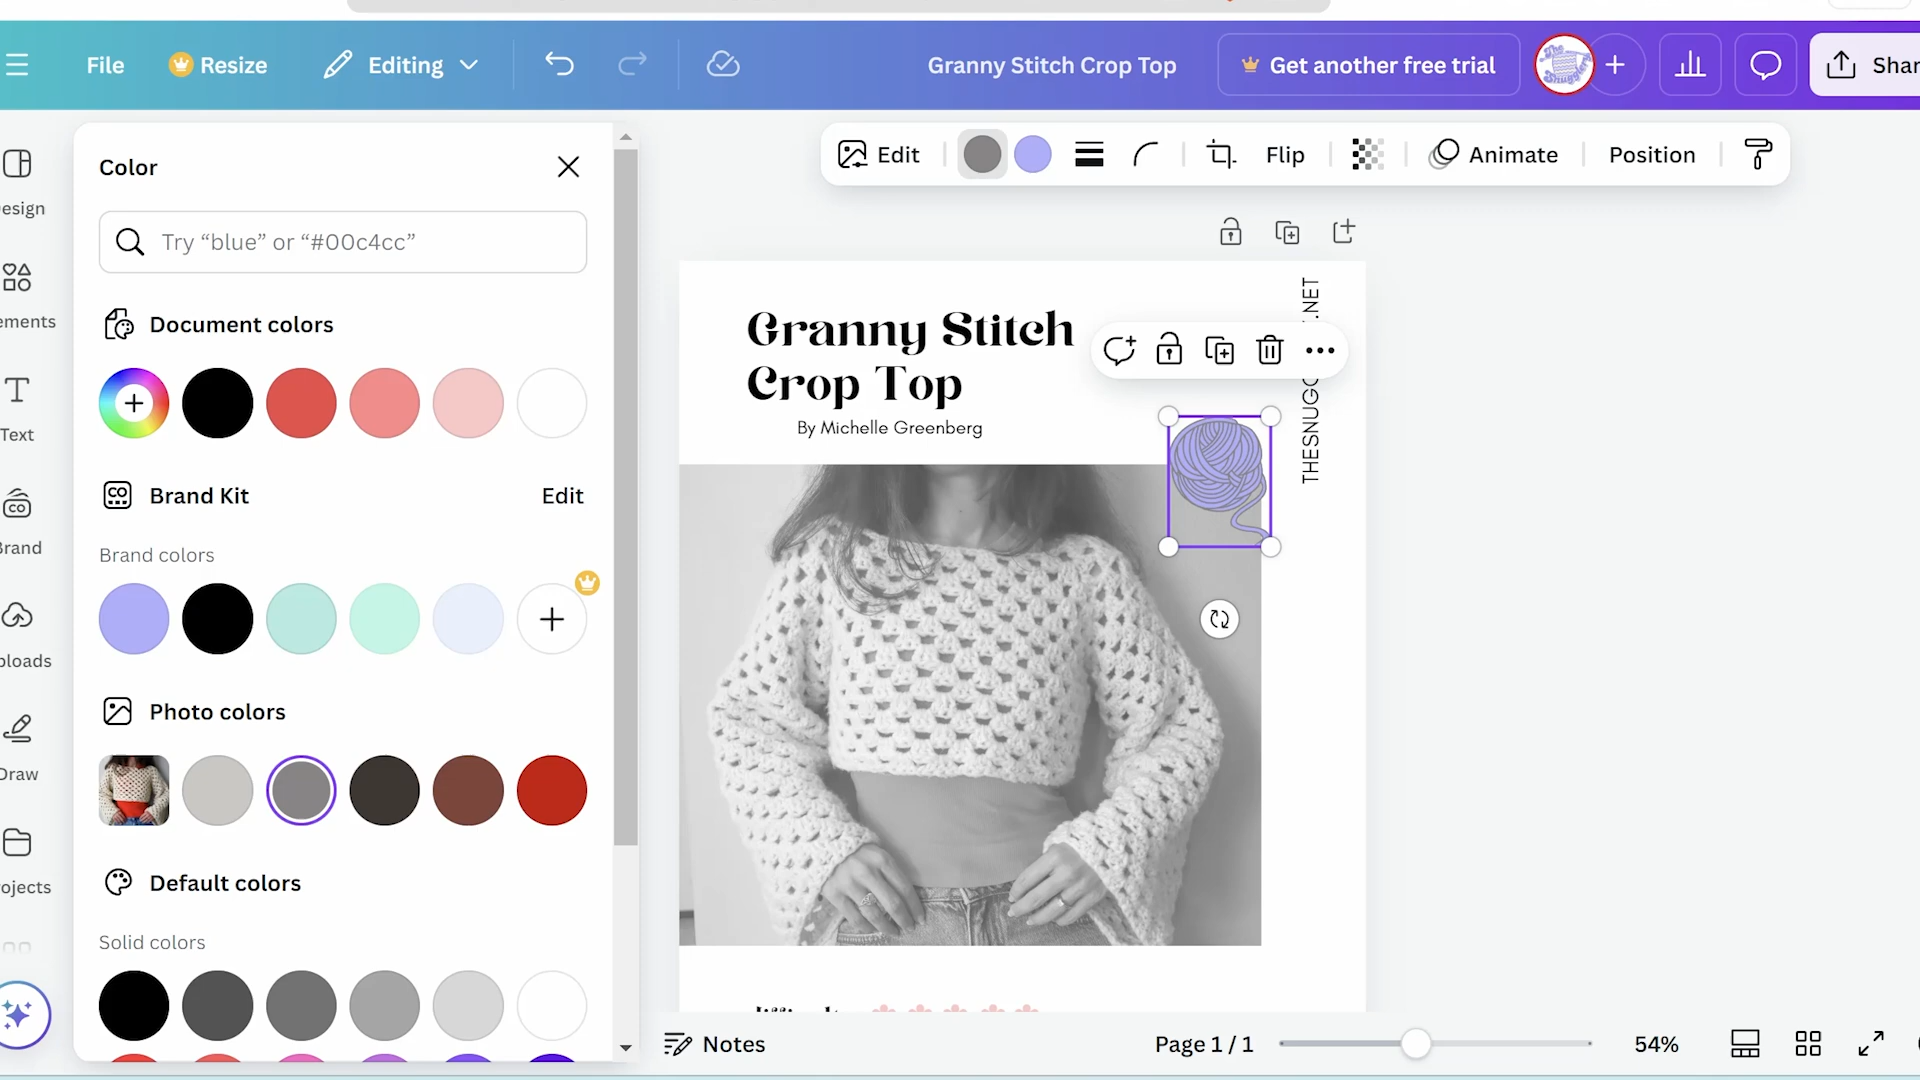 File
Resize
Editing
Granny Stitch Crop Top
Get another free trial
Shar
esign
ements
Text
Brand
ploads
Draw
ojects
Color
Try “blue” or “#00c4cc”
Document colors
Brand Kit
Edit
Brand colors
Photo colors
Default colors
Solid colors
Edit
Flip
Animate
Position
Granny Stitch
Crop Top
By Michelle Greenberg
THESNUGG
.NET
Notes
Page 1 / 1
54%